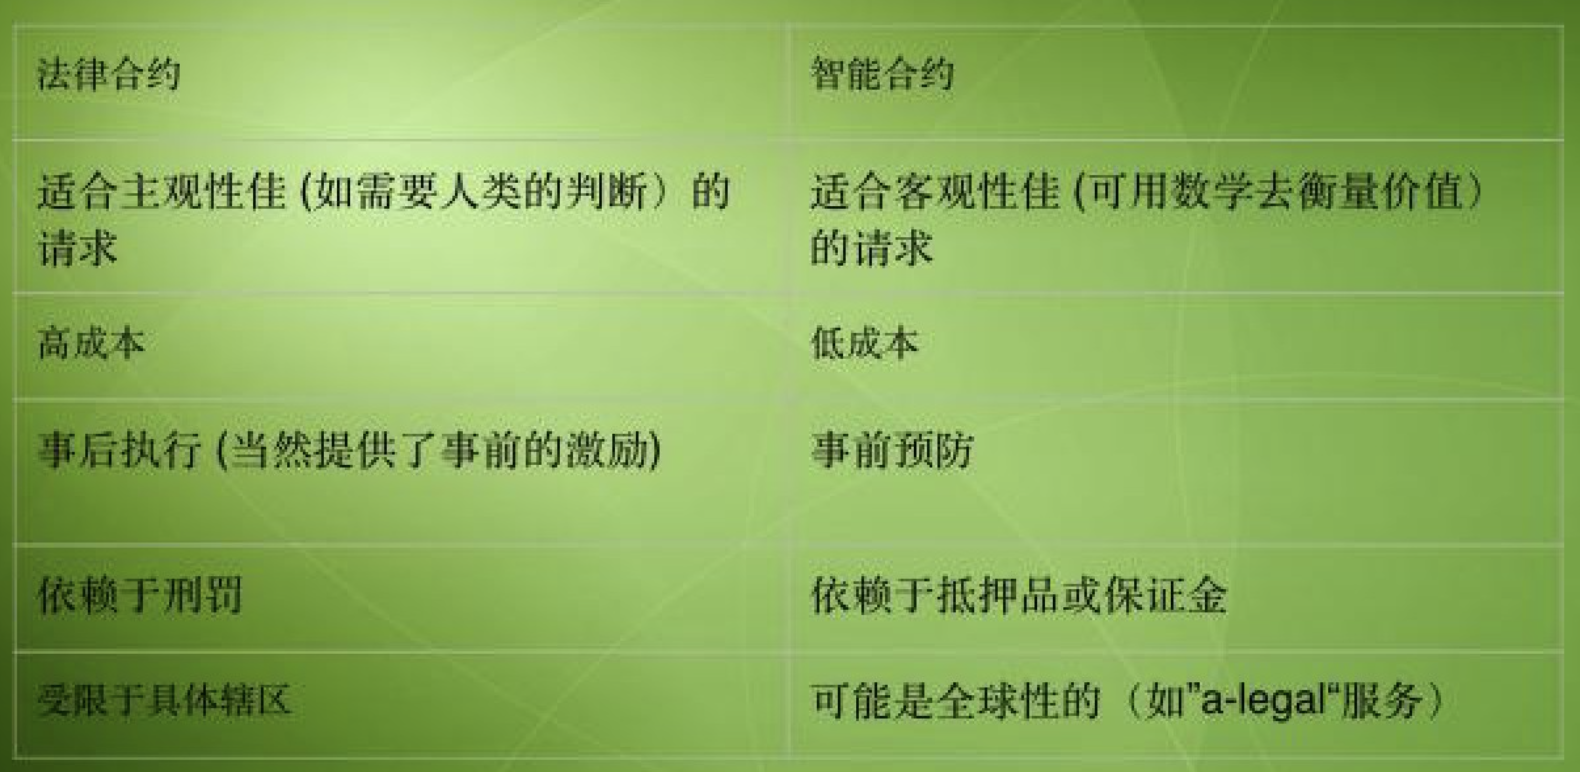 法律合约
智能合约
适合主观性佳 (如需要人类的判断）的
请求
适合客观性佳 (可用数学去衡量价值）
的请求
高成本
低成本
事后执行 (当然提供了事前的激励)
事前预防
依赖于刑罚
依赖于抵押品或保证金
受限于具体辖区
可能是全球性的（如”a-legal“服务）